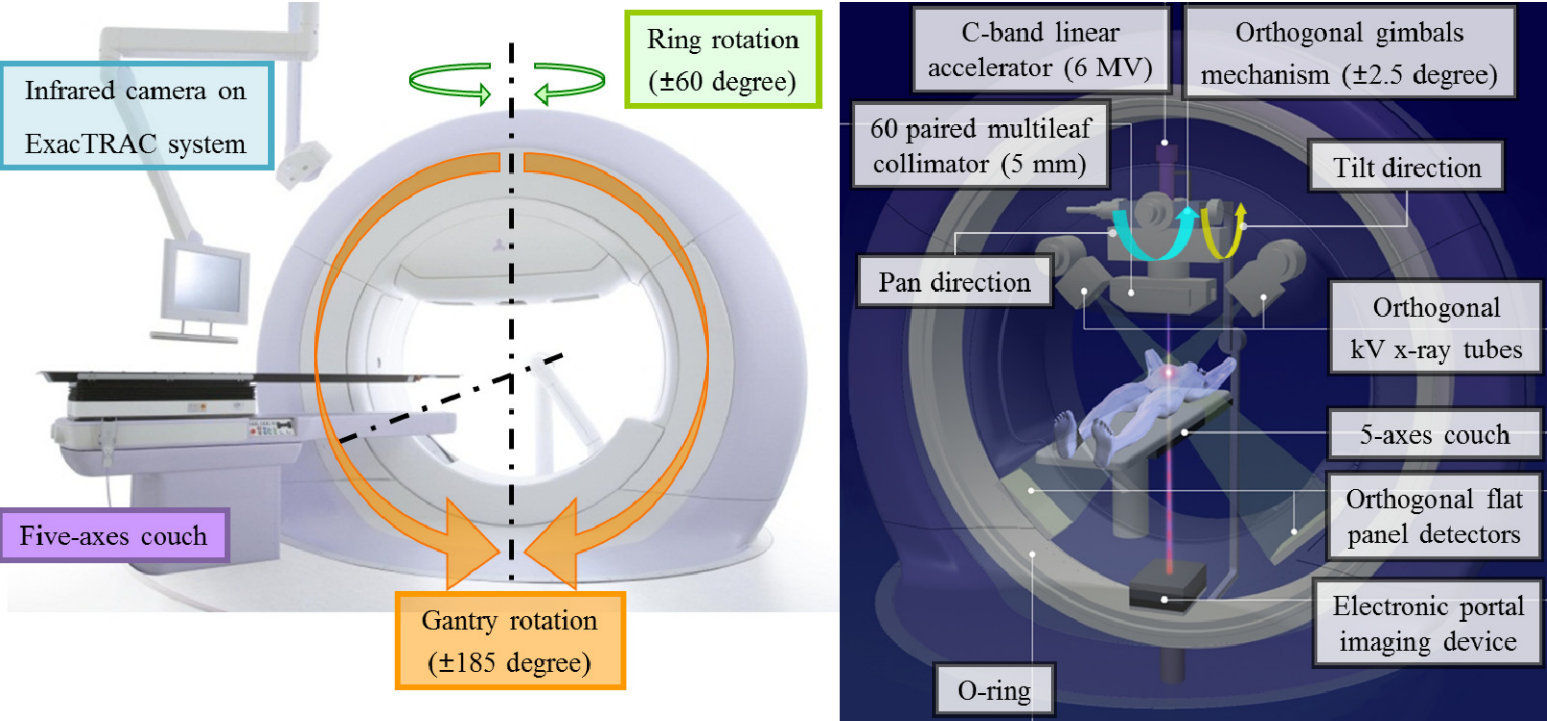 Ring rotation
(±60 degree)
Infrared camera on
ExacTRAC system
Five-axes couch
Gantry rotation
(±185 degree)
C-band linear
accelerator (6 MV)
Orthogonal gimbals
mechanism (±2.5 degree)
60 paired multileaf
collimator (5 mm)
Tilt direction
Pan direction
Orthogonal
kV x-ray tubes
5-axes couch
Orthogonal flat
panel detectors
Electronic portal
imaging device
O-ring